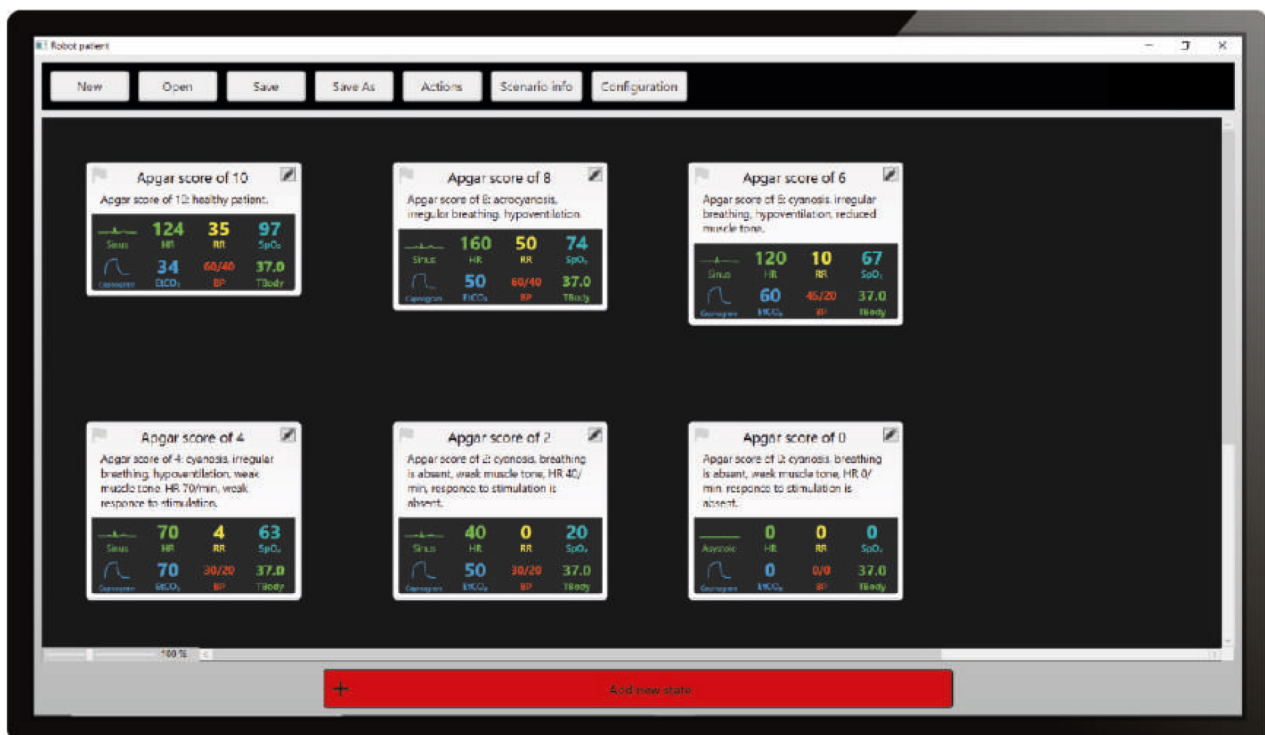 Robot patient
New Open Save Save As Actions Scenario info Configuration
Apgar score of 10
Apgar score of 10: healthy patient.
124 35 97
Sinus HR RR SpO₂
34 60/40 37.0
Capnogram EtCO₂ BP TBody
Apgar score of 8
Apgar score of 8: acrocyanosis,
irregular breathing, hypoventilation
160 50 74
Sinus HR RR SpO₂
50 60/40 37.0
Capnogram EtCO₂ BP TBody
Apgar score of 6
Apgar score of 6: cyanosis, irregular
breathing, hypoventilation, reduced
muscle tone.
120 10 67
Sinus HR RR SpO₂
60 45/20 37.0
Capnogram EtCO₂ BP TBody
Apgar score of 4
Apgar score of 4: cyanosis, irregular
breathing, hypoventilation, weak
muscle tone, HR 70/min, weak
responce to stimulation.
70 4 63
Sinus HR RR SpO₂
70 30/20 37.0
Capnogram EtCO₂ BP TBody
Apgar score of 2
Apgar score of 2: cyanosis, breathing
is absent, weak muscle tone, HR 40/
min, responce to stimulation is
absent.
40 0 20
Sinus HR RR SpO₂
50 30/20 37.0
Capnogram EtCO₂ BP TBody
Apgar score of 0
Apgar score of 0: cyanosis, breathing
is absent, weak muscle tone, HR 0/
min, responce to stimulation is
absent.
0 0 0
Asystole HR RR SpO₂
0 0/0 37.0
Capnogram EtCO₂ BP TBody
100 %
+ Add new state